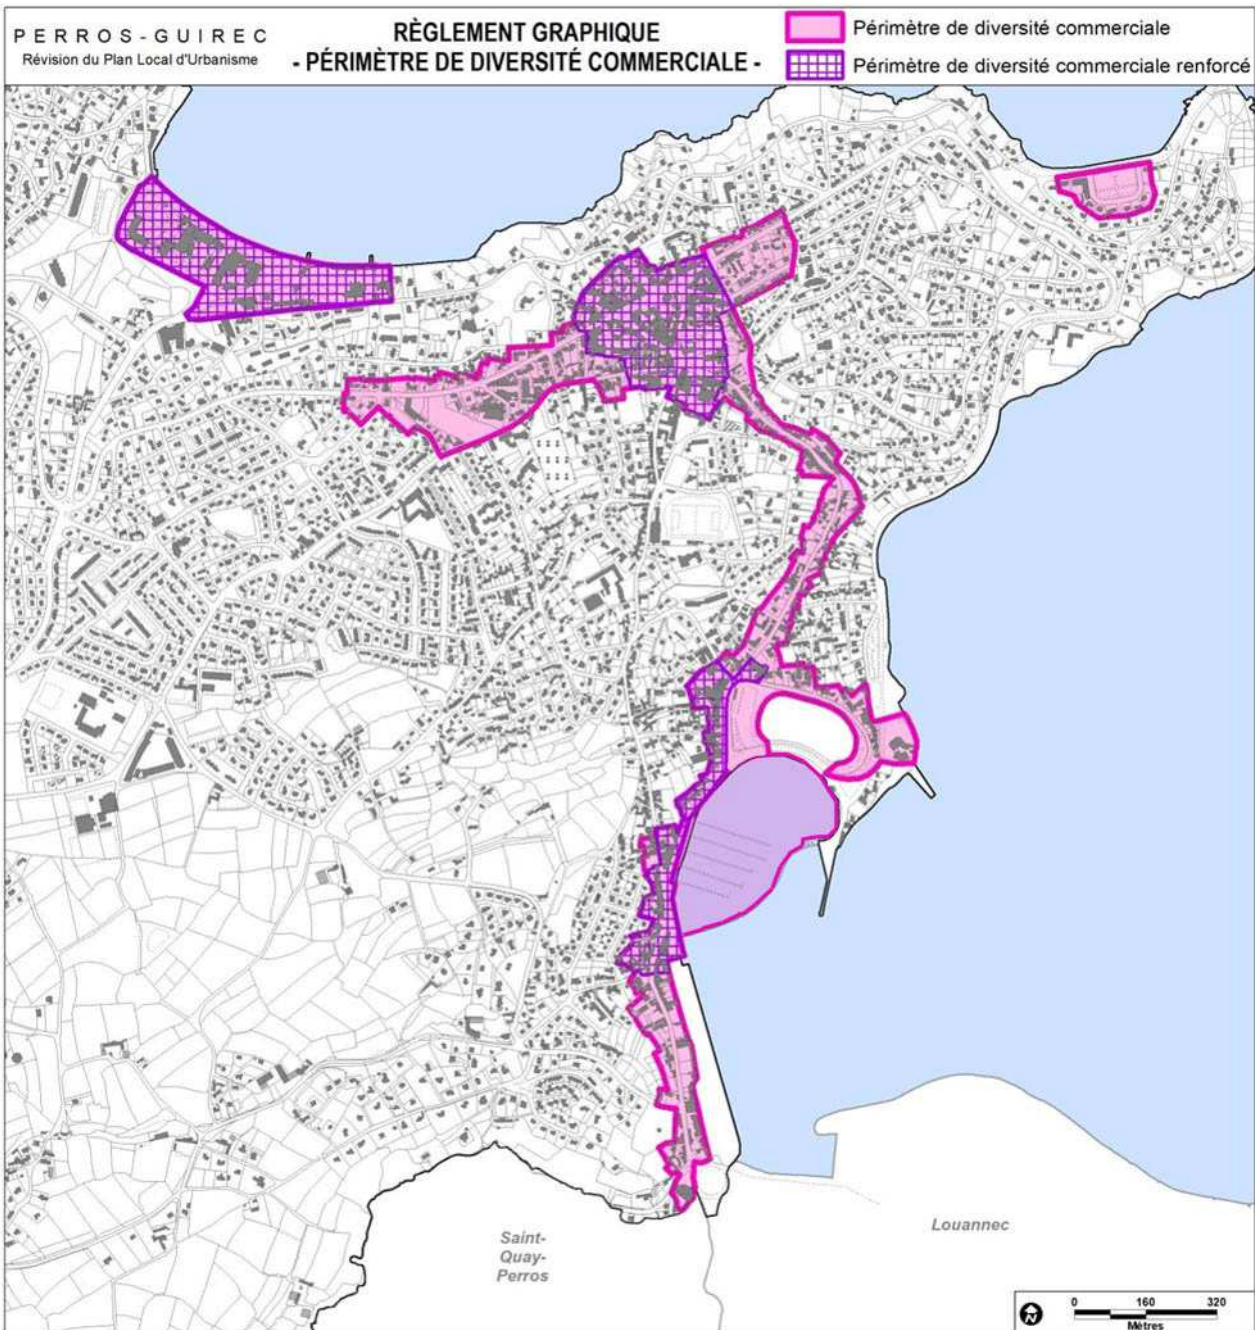 PERROS-GUIREC
Révision du Plan Local d'Urbanisme
RÈGLEMENT GRAPHIQUE
- PÉRIMÈTRE DE DIVERSITÉ COMMERCIALE -
Périmètre de diversité commerciale
Périmètre de diversité commerciale renforcé
Saint-
Quay-
Perros
Louannec
N
0 160 320
Mètres